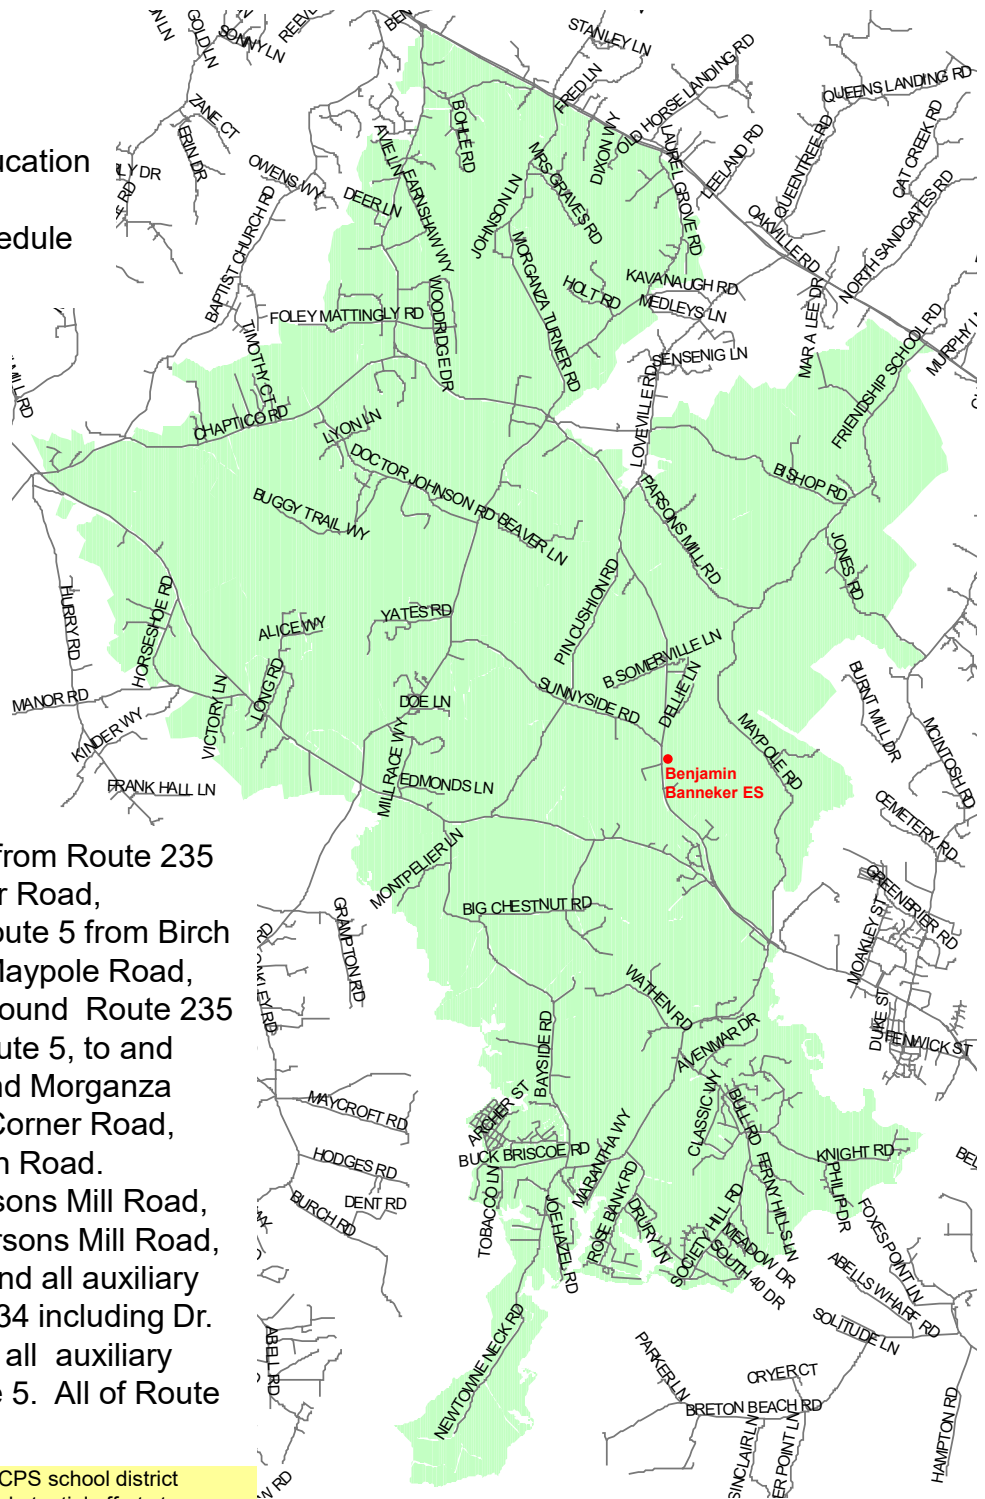 GOLD LN
SONNY LN
STANLEY LN
FRED LN
OLD HORSE LANDING RD
QUEENS LANDING RD
ZANE CT
ERIN DR
BOHLE RD
DIXON WY
LAUREL GROVE RD
LEELAND RD
QUEENTREE RD
CAT CREEK RD
ucation
OWENS WY
AMIE LN
DEER LN
EARNSHAW WY
JOHNSON LN
MRS GRAVES RD
OAKVILLE RD
NORTH SANDGATES RD
edule
BAPTIST CHURCH RD
MORGANZA TURNER RD
HOLT RD
KAVANAUGH RD
MEDLEYS LN
MARA LEE DR
FOLEY MATTINGLY RD
WOODRIDGE DR
TIMOTHY CT
SENSENIG LN
LOVEVILLE RD
FRIENDSHIP SCHOOL RD
CHAPTICO RD
LYON LN
DOCTOR JOHNSON RD
BEAVER LN
BUGGY TRAIL WY
BISHOP RD
PARSONS MILL RD
JONES RD
HURRY RD
HORSESHOE RD
ALICE WY
YATES RD
PIN CUSHION RD
B SOMERVILLE LN
MANOR RD
KINDER WY
VICTORY LN
LONG RD
DOE LN
SUNNYSIDE RD
DELLIE LN
MAYPOLE RD
BURNT MILL DR
MCINTOSH RD
FRANK HALL LN
MILL RACE WY
EDMONDS LN
Benjamin
Banneker ES
CEMETERY RD
from Route 235
r Road,
oute 5 from Birch
Maypole Road,
ound Route 235
ute 5, to and
nd Morganza
Corner Road,
n Road.
sons Mill Road,
rsons Mill Road,
nd all auxiliary
34 including Dr.
all auxiliary
e 5. All of Route
MONTPELIER LN
GRAMPTON RD
BIG CHESTNUT RD
GREENBRIER RD
MOAKLEY ST
WATHEN RD
DUKE ST
FENWICK ST
BAYSIDE RD
AVENMAR DR
MAYCROFT RD
ARCHER ST
CLASSIC WY
BULL RD
HODGES RD
BUCK BRISCOE RD
MARANTHA WY
KNIGHT RD
BURCH RD
DENT RD
TOBACCO LN
JOE HAZEL RD
ROSE BANK RD
DRURY LN
SOCIETY HILL RD
FERNY HILLS LN
PHILIP DR
FOXES POINT LN
MEADOW DR
SOUTH 40 DR
ABELLS WHARF RD
ABELL RD
NEWTOWNE NECK RD
PARKER LN
SOLITUDE LN
CRYER CT
BRETON BEACH RD
SINCLAIR LN
ER POINT LN
HAMPTON RD
CPS school district